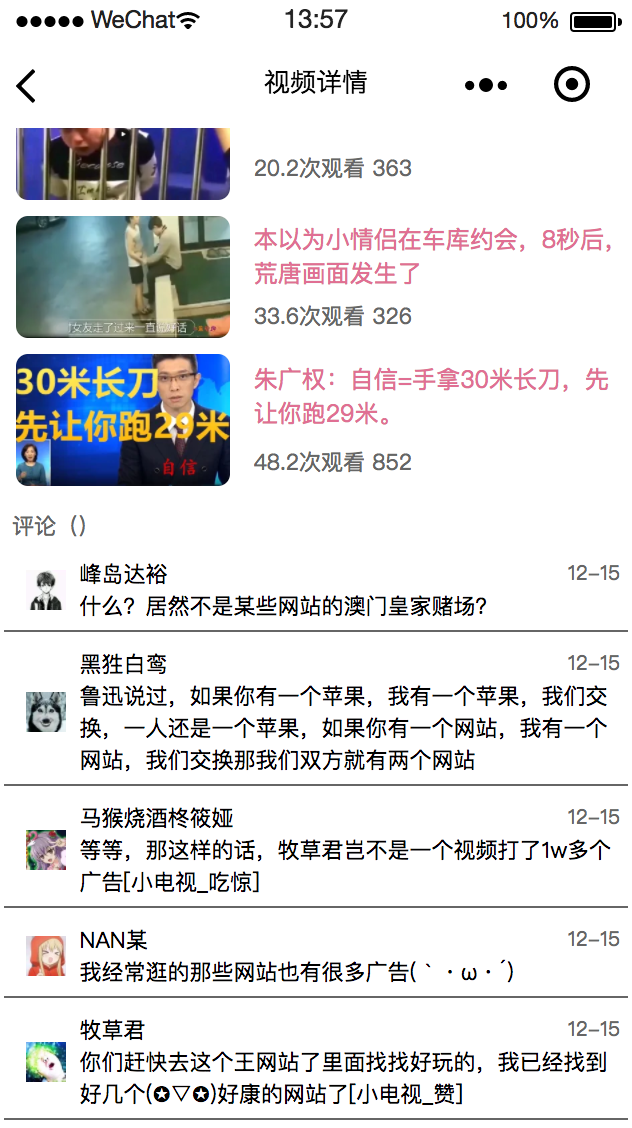 WeChat 13:57 100%
视频详情
20.2次观看 363
本以为小情侣在车库约会，8秒后，
荒唐画面发生了
33.6次观看 326
女友走了过来一直说好话
朱广权：自信=手拿30米长刀，先
让你跑29米。
48.2次观看 852
30米长刀
先让你跑29米
自信
评论（）
峰岛达裕 12-15
什么？居然不是某些网站的澳门皇家赌场？
黑胜白鸾 12-15
鲁迅说过，如果你有一个苹果，我有一个苹果，我们交
换，一人还是一个苹果，如果你有一个网站，我有一个
网站，我们交换那我们双方就有两个网站
马猴烧酒柊筱娅 12-15
等等，那这样的话，牧草君岂不是一个视频打了1w多个
广告[小电视_吃惊]
NAN某 12-15
我经常逛的那些网站也有很多广告(｀・ω・´)
牧草君 12-15
你们赶快去这个王网站了里面找找好玩的，我已经找到
好几个(✪▽✪)好康的网站了[小电视_赞]